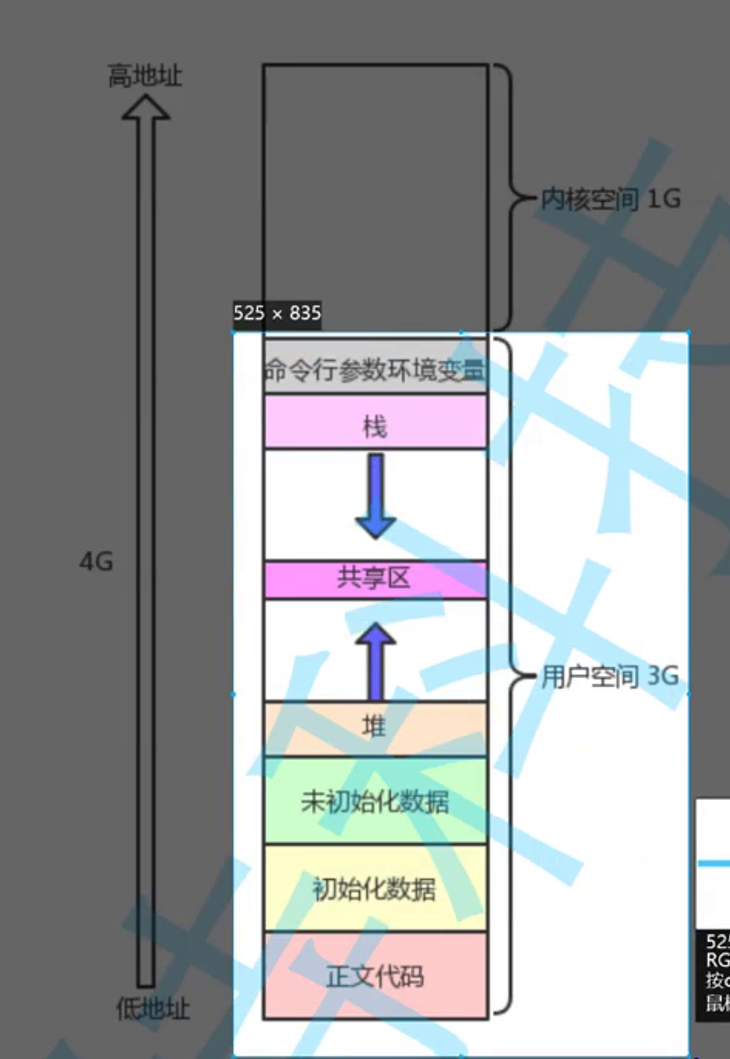 高地址
内核空间 1G
525 × 835
命令行参数环境变量
栈
4G
共享区
用户空间 3G
堆
未初始化数据
初始化数据
正文代码
低地址
525
RG
按
鼠